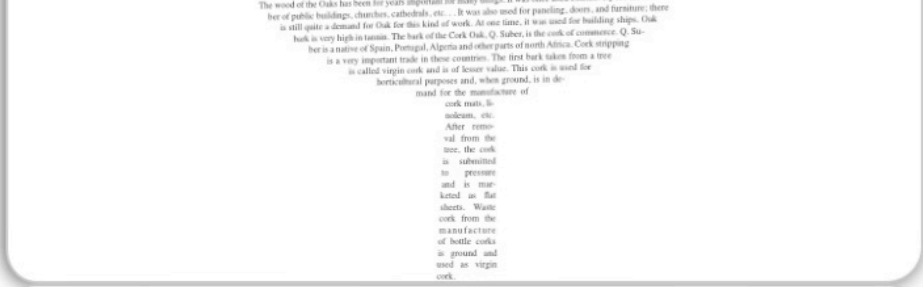 The wood of the Oaks has been for years important for many things. It was
ber of public buildings, churches, cathedrals, etc. . . It was also used for paneling, doors, and furniture; there
is still quite a demand for Oak for this kind of work. At one time, it was used for building ships. Oak
bark is very high in tannin. The bark of the Cork Oak, Q. Suber, is the cork of commerce. Q. Su-
ber is a native of Spain, Portugal, Algeria and other parts of north Africa. Cork stripping
is a very important trade in these countries. The first bark taken from a tree
is called virgin cork and is of lesser value. This cork is used for
horticultural purposes and, when ground, is in de-
mand for the manufacture of
cork mats, li-
noleum, etc.
After remo-
val from the
tree, the cork
is submitted
to pressure
and is mar-
keted as flat
sheets. Waste
cork from the
manufacture
of bottle corks
is ground and
used as virgin
cork.